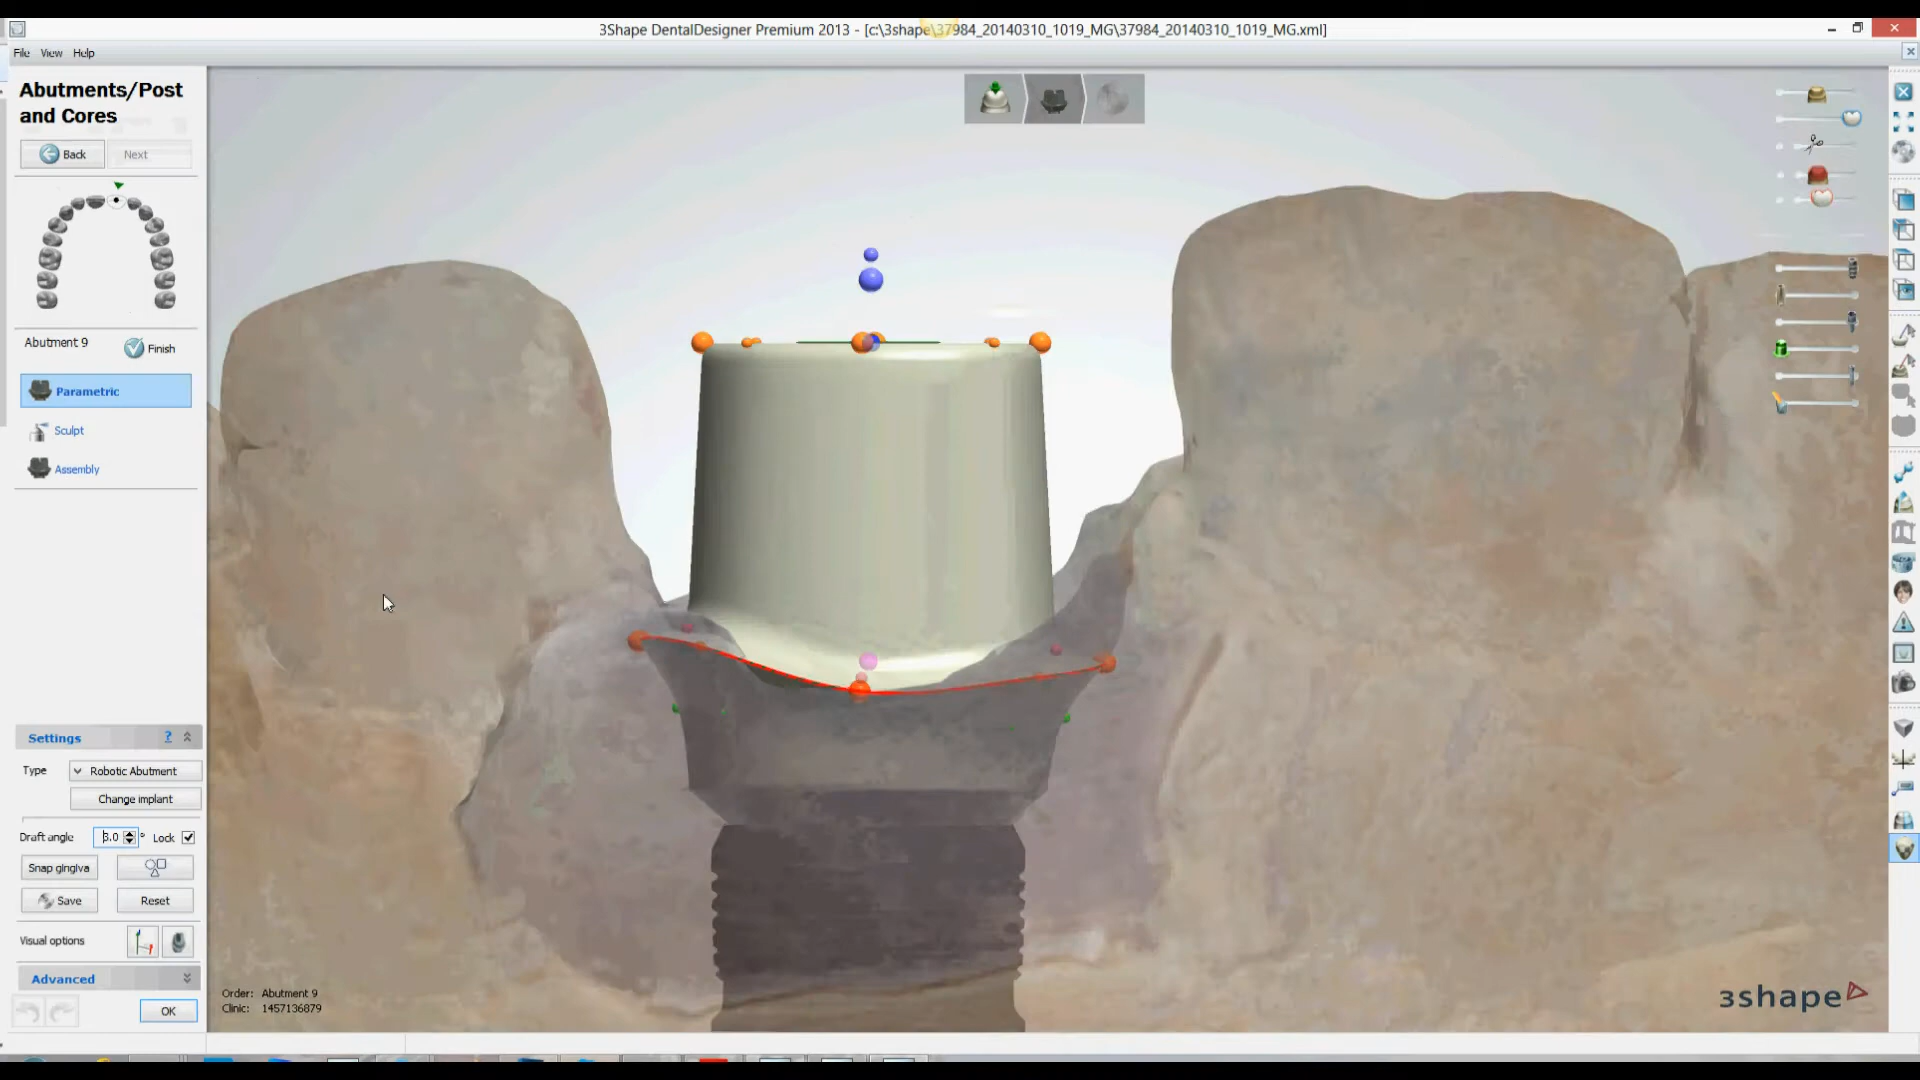 3Shape DentalDesigner Premium 2013 - [c:\3shape\37984_20140310_1019_MG\37984_20140310_1019_MG.xml]
File View Help
Abutments/Post
and Cores
Back Next
Abutment 9 Finish
Parametric
Sculpt
Assembly
Settings ?
Type Robotic Abutment
Change implant
Draft angle 3.0 ° Lock
Snap gingiva
Save Reset
Visual options
Advanced
OK
Order: Abutment 9
Clinic: 1457136879
3shape